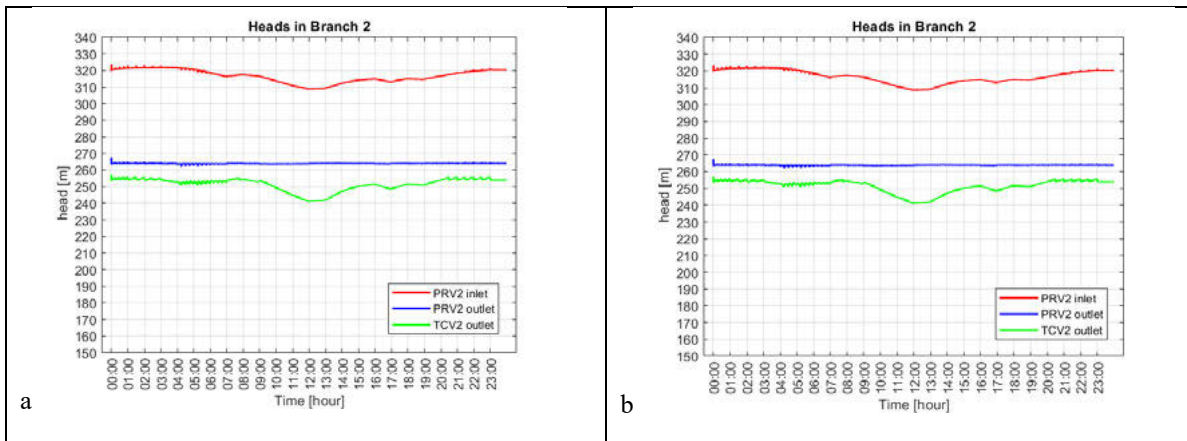 Heads in Branch 2
340
330
320
310
300
290
280
270
260
250
240
230
220
210
200
190
180
170
160
150
head [m]
PRV2 inlet
PRV2 outlet
TCV2 outlet
00:00 01:00 02:00 03:00 04:00 05:00 06:00 07:00 08:00 09:00 10:00 11:00 12:00 13:00 14:00 15:00 16:00 17:00 18:00 19:00 20:00 21:00 22:00 23:00
Time [hour]
a
Heads in Branch 2
340
330
320
310
300
290
280
270
260
250
240
230
220
210
200
190
180
170
160
150
head [m]
PRV2 inlet
PRV2 outlet
TCV2 outlet
00:00 01:00 02:00 03:00 04:00 05:00 06:00 07:00 08:00 09:00 10:00 11:00 12:00 13:00 14:00 15:00 16:00 17:00 18:00 19:00 20:00 21:00 22:00 23:00
Time [hour]
b